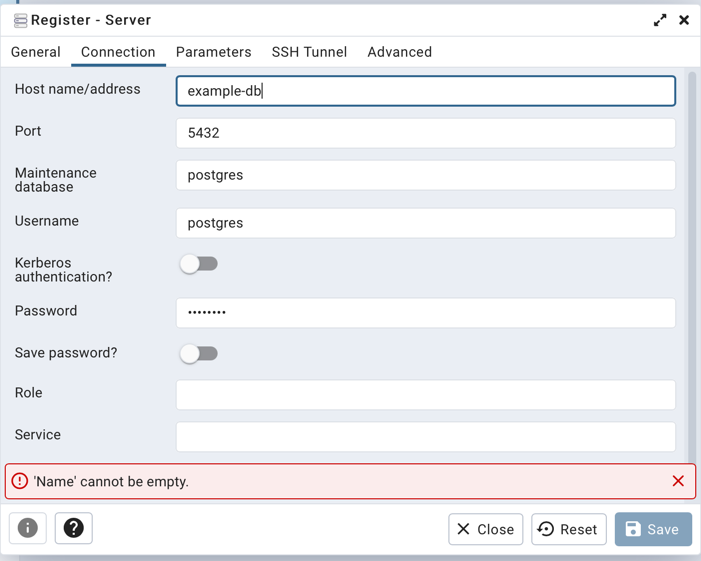 Register - Server
General Connection Parameters SSH Tunnel Advanced
Host name/address example-db
Port 5432
Maintenance
database
postgres
Username postgres
Kerberos
authentication?
Password ••••••••
Save password?
Role
Service
'Name' cannot be empty.
Close Reset Save